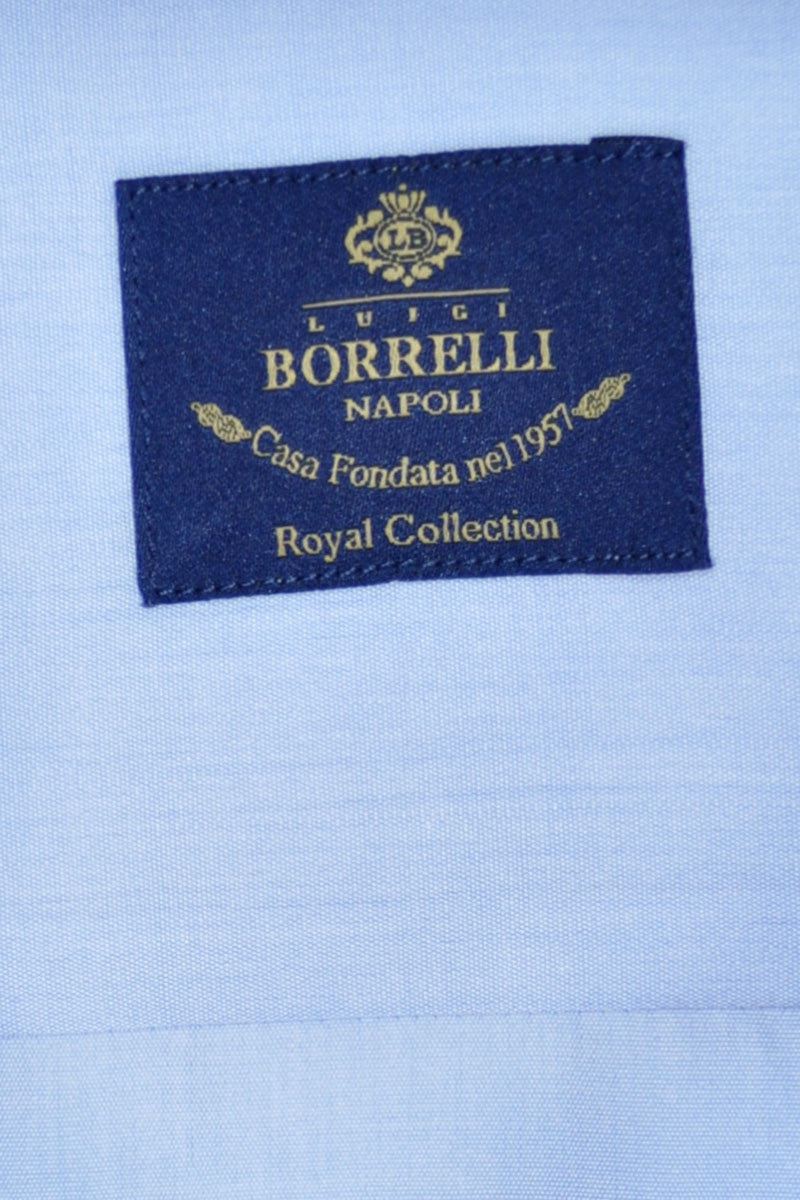 LB
LUIGI
BORRELLI
NAPOLI
Casa Fondata nel 1957
Royal Collection